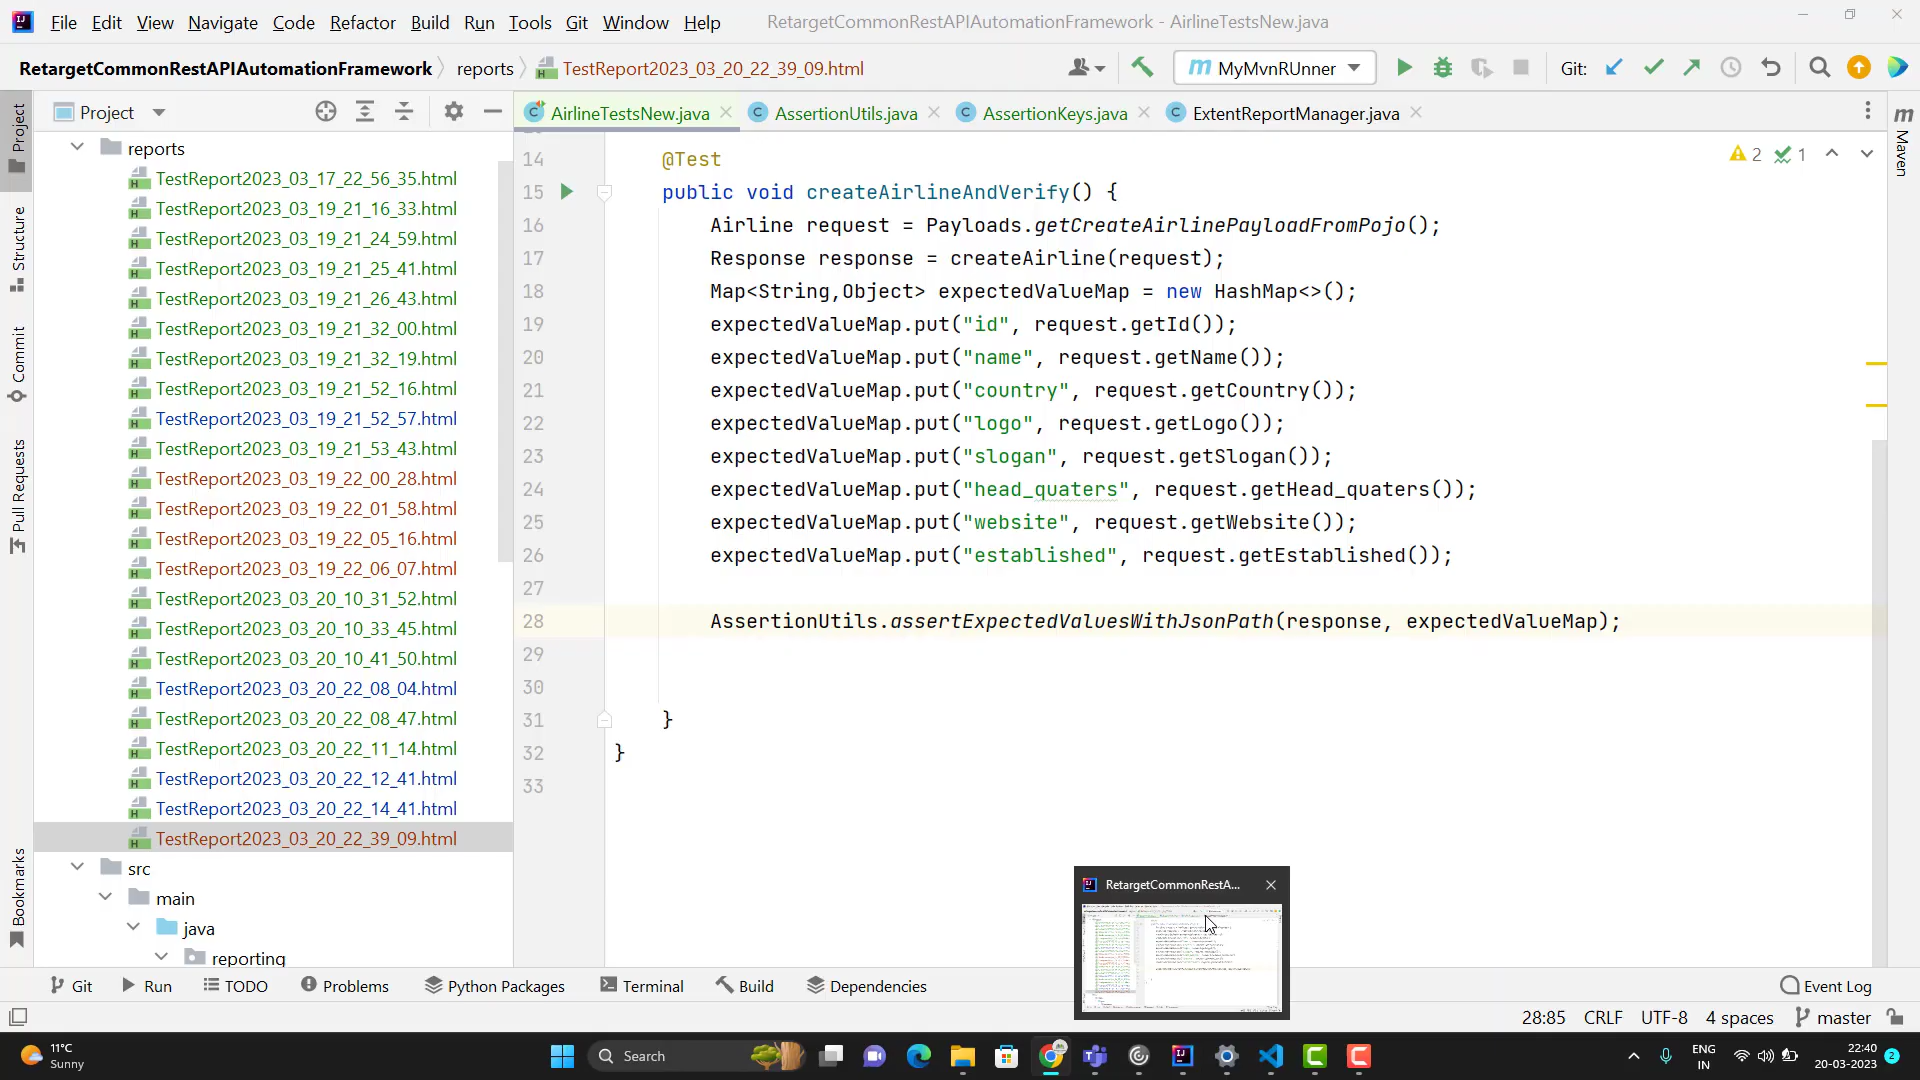 File Edit View Navigate Code Refactor Build Run Tools Git Window Help RetargetCommonRestAPIAutomationFramework - AirlineTestsNew.java
RetargetCommonRestAPIAutomationFramework reports TestReport2023_03_20_22_39_09.html MyMvnRUnner Git:
Project AirlineTestsNew.java AssertionUtils.java AssertionKeys.java ExtentReportManager.java
Project
Structure
Commit
Pull Requests
Bookmarks
Maven
reports
TestReport2023_03_17_22_56_35.html
TestReport2023_03_19_21_16_33.html
TestReport2023_03_19_21_24_59.html
TestReport2023_03_19_21_25_41.html
TestReport2023_03_19_21_26_43.html
TestReport2023_03_19_21_32_00.html
TestReport2023_03_19_21_32_19.html
TestReport2023_03_19_21_52_16.html
TestReport2023_03_19_21_52_57.html
TestReport2023_03_19_21_53_43.html
TestReport2023_03_19_22_00_28.html
TestReport2023_03_19_22_01_58.html
TestReport2023_03_19_22_05_16.html
TestReport2023_03_19_22_06_07.html
TestReport2023_03_20_10_31_52.html
TestReport2023_03_20_10_33_45.html
TestReport2023_03_20_10_41_50.html
TestReport2023_03_20_22_08_04.html
TestReport2023_03_20_22_08_47.html
TestReport2023_03_20_22_11_14.html
TestReport2023_03_20_22_12_41.html
TestReport2023_03_20_22_14_41.html
TestReport2023_03_20_22_39_09.html
src
main
java
reporting
2 1
14 @Test
15 public void createAirlineAndVerify() {
16 Airline request = Payloads.getCreateAirlinePayloadFromPojo();
17 Response response = createAirline(request);
18 Map<String,Object> expectedValueMap = new HashMap<>();
19 expectedValueMap.put("id", request.getId());
20 expectedValueMap.put("name", request.getName());
21 expectedValueMap.put("country", request.getCountry());
22 expectedValueMap.put("logo", request.getLogo());
23 expectedValueMap.put("slogan", request.getSlogan());
24 expectedValueMap.put("head_quaters", request.getHead_quaters());
25 expectedValueMap.put("website", request.getWebsite());
26 expectedValueMap.put("established", request.getEstablished());
27
28 AssertionUtils.assertExpectedValuesWithJsonPath(response, expectedValueMap);
29
30
31 }
32 }
33
RetargetCommonRestA...
Git Run TODO Problems Python Packages Terminal Build Dependencies Event Log
28:85 CRLF UTF-8 4 spaces master
11°C
Sunny
Search
ENG
IN
22:40
20-03-2023
2